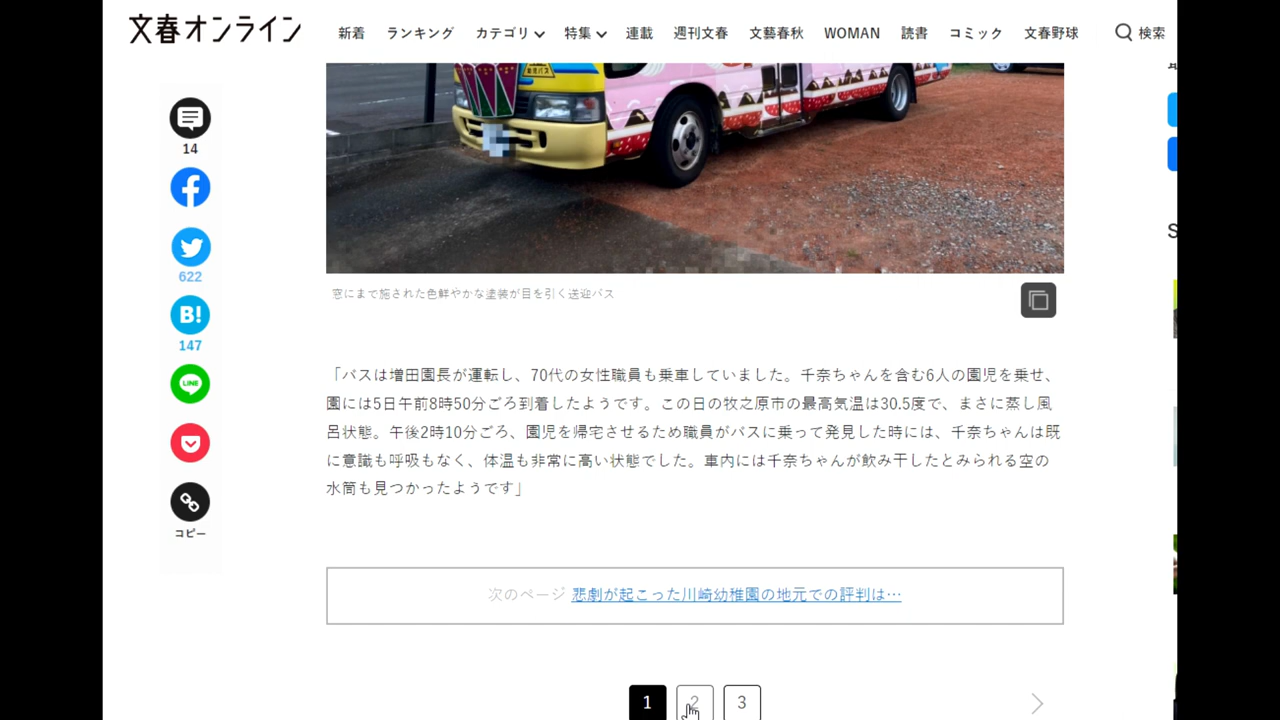 文春オンライン
新着 ランキング カテゴリ 特集 連載 週刊文春 文藝春秋 WOMAN 読書 コミック 文春野球 検索
14
622
B!
147
LINE
コピー
窓にまで施された色鮮やかな塗装が目を引く送迎バス
「バスは増田園長が運転し、70代の女性職員も乗車していました。千奈ちゃんを含む6人の園児を乗せ、
園には5日午前8時50分ごろ到着したようです。この日の牧之原市の最高気温は30.5度で、まさに蒸し風
呂状態。午後2時10分ごろ、園児を帰宅させるため職員がバスに乗って発見した時には、千奈ちゃんは既
に意識も呼吸もなく、体温も非常に高い状態でした。車内には千奈ちゃんが飲み干したとみられる空の
水筒も見つかったようです」
次のページ 悲劇が起こった川崎幼稚園の地元での評判は…
1 2 3